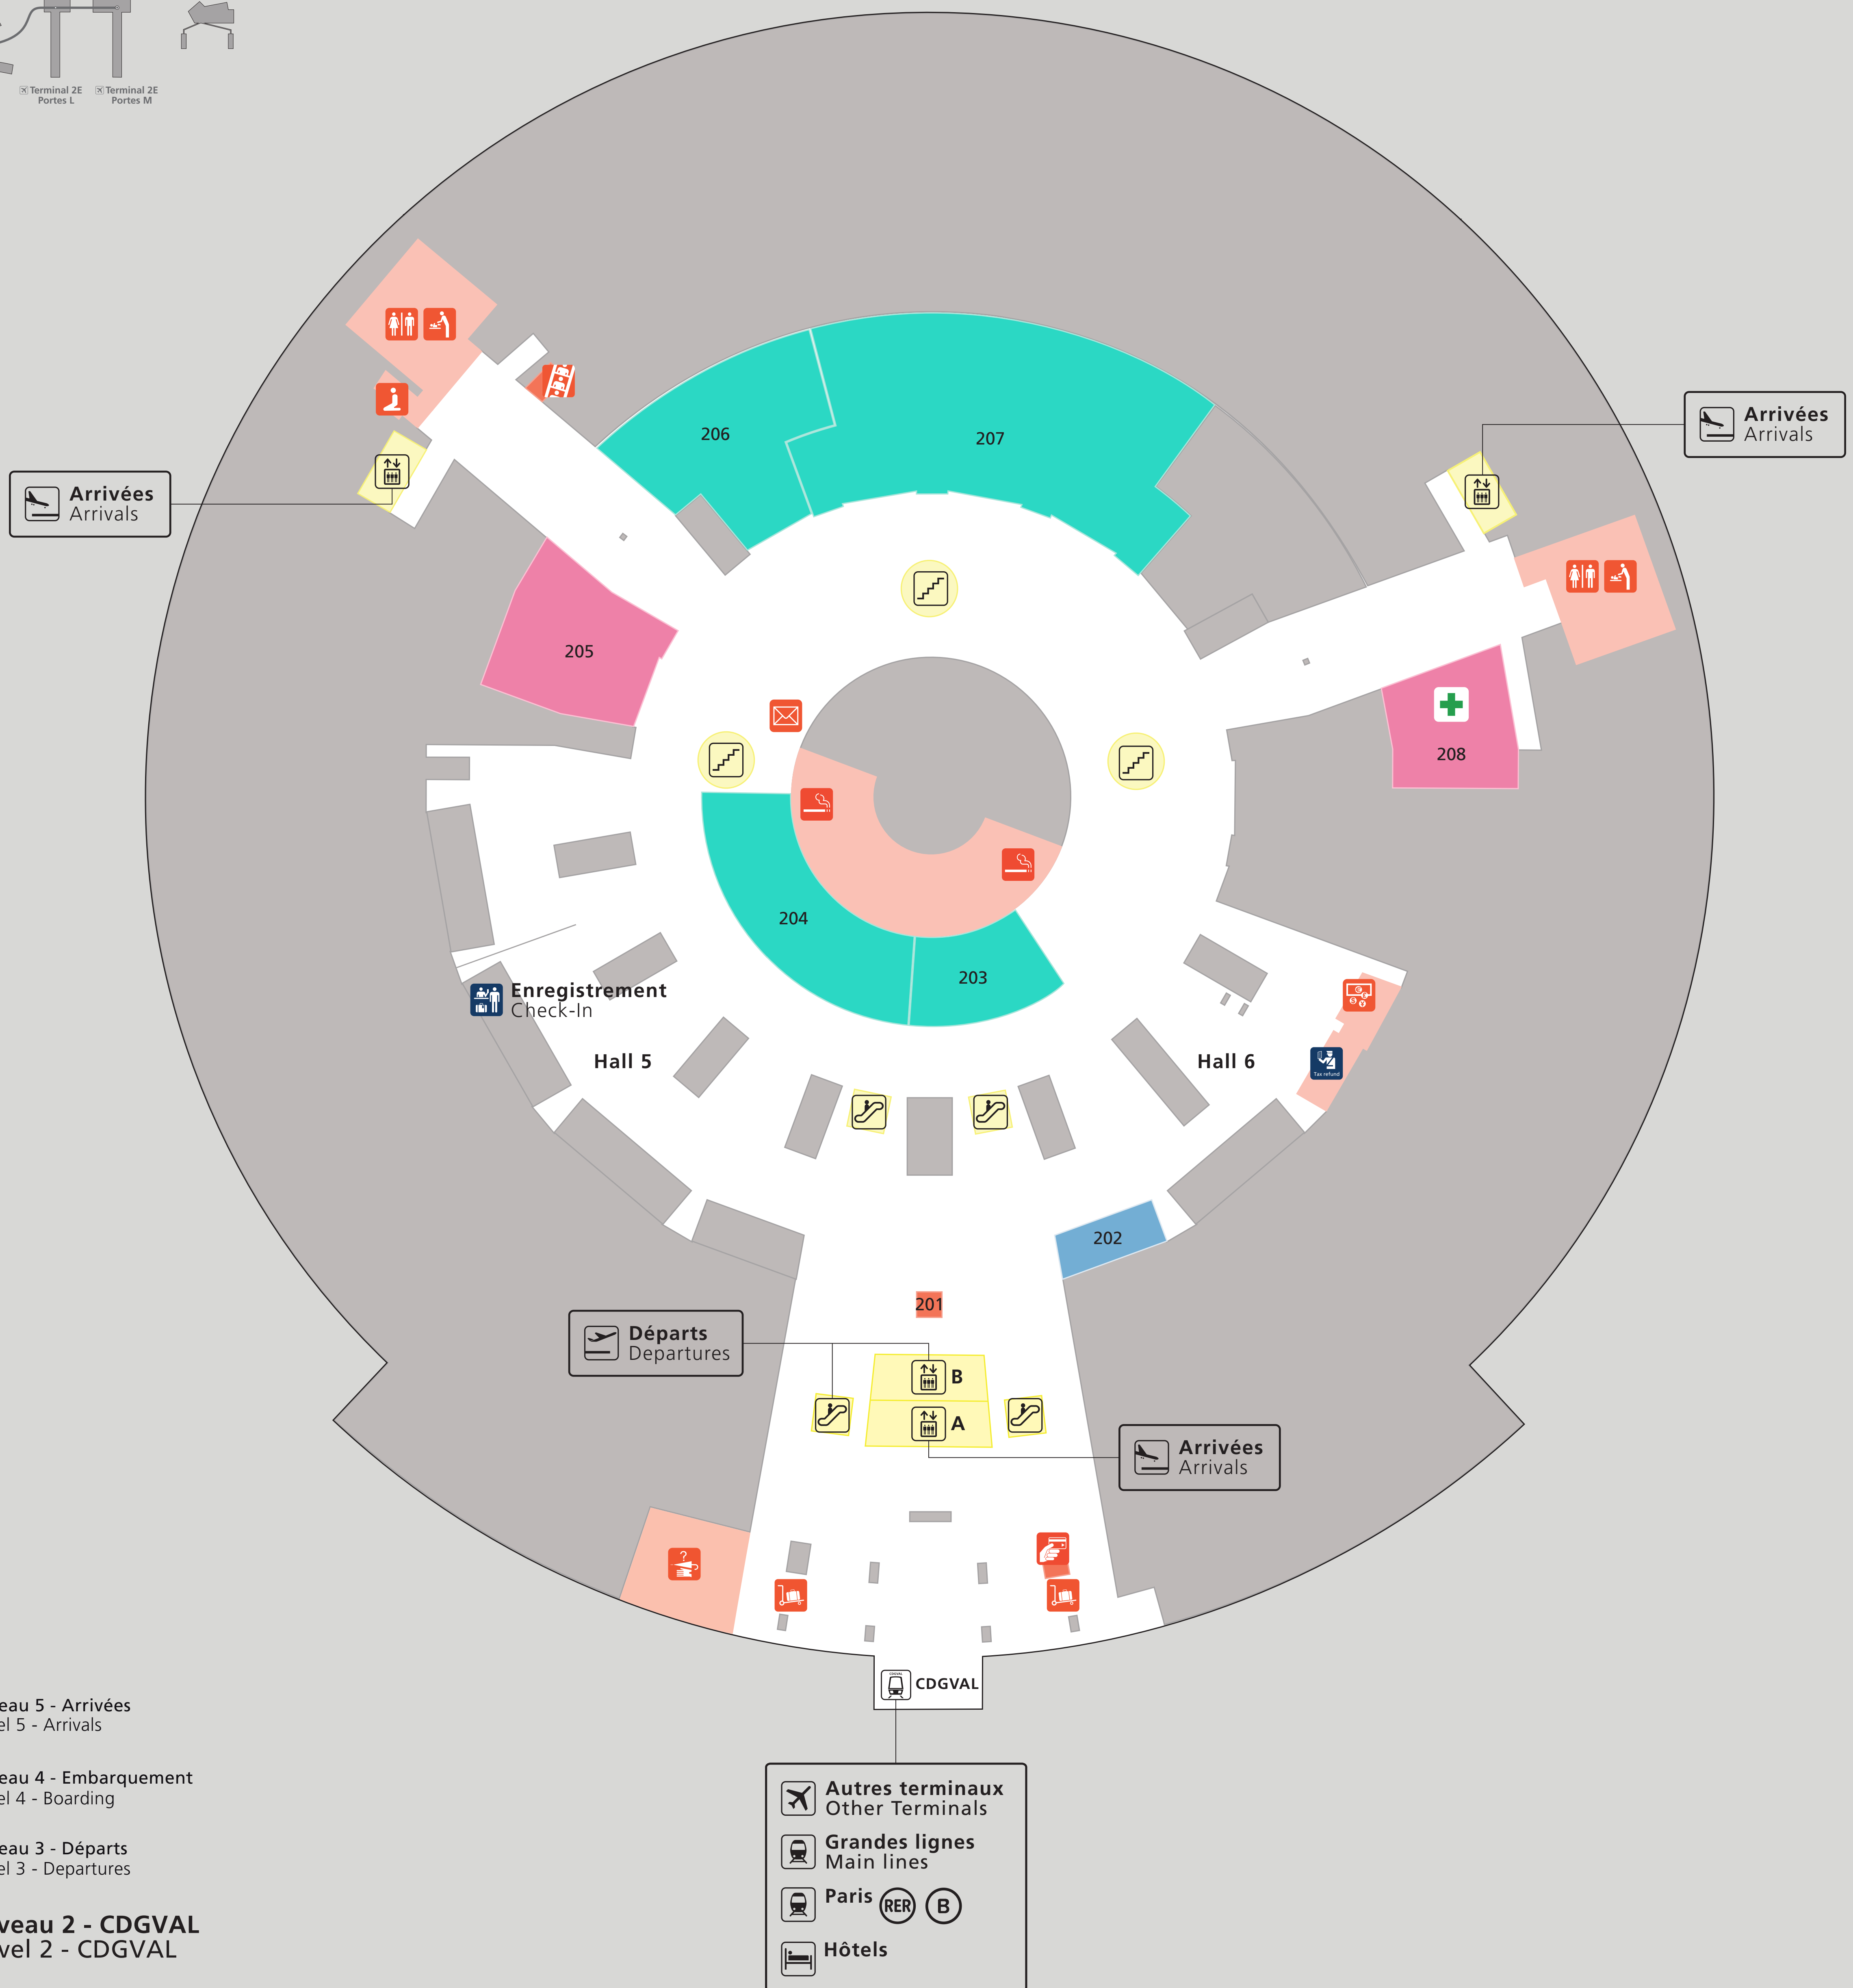 Terminal 2E
Portes L
Terminal 2E
Portes M
Arrivées
Arrivals
206
207
Arrivées
Arrivals
205
208
204
203
Enregistrement
Check-In
Hall 5
Hall 6
Tax refund
202
201
Départs
Departures
B
A
Arrivées
Arrivals
?
CDGVAL
CDGVAL
eau 5 - Arrivées
el 5 - Arrivals
eau 4 - Embarquement
el 4 - Boarding
eau 3 - Départs
el 3 - Departures
veau 2 - CDGVAL
vel 2 - CDGVAL
Autres terminaux
Other Terminals
Grandes lignes
Main lines
Paris RER B
Hôtels